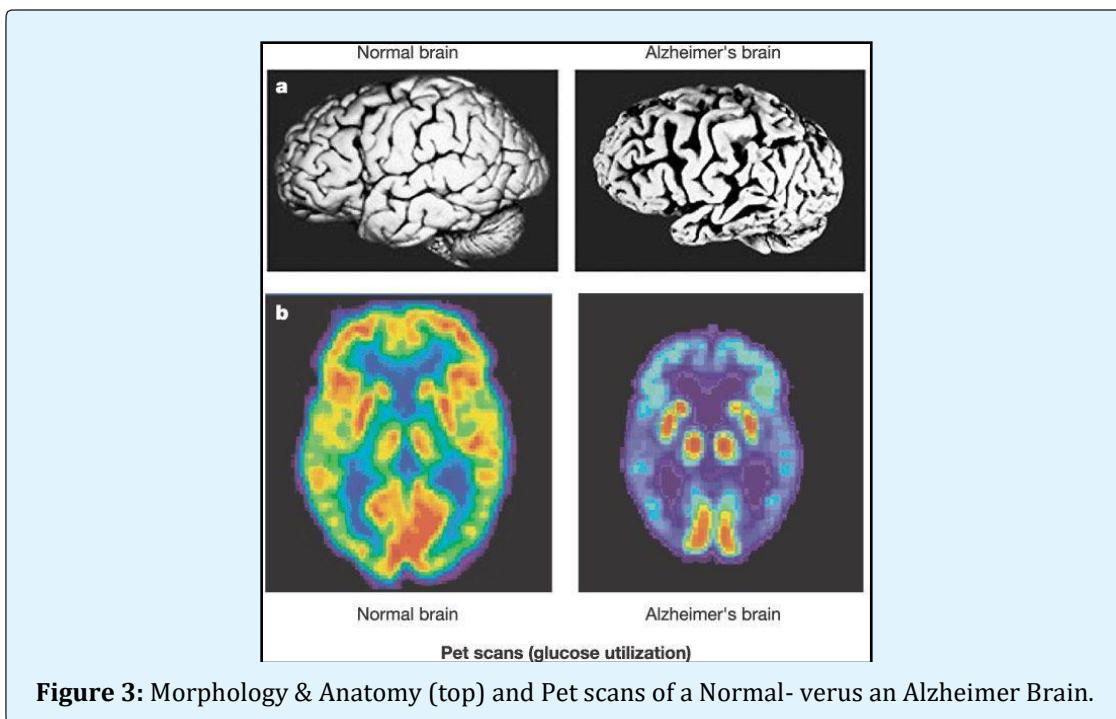 Normal brain Alzheimer's brain
a
b
Normal brain Alzheimer's brain
Pet scans (glucose utilization)
Figure 3: Morphology & Anatomy (top) and Pet scans of a Normal- verus an Alzheimer Brain.